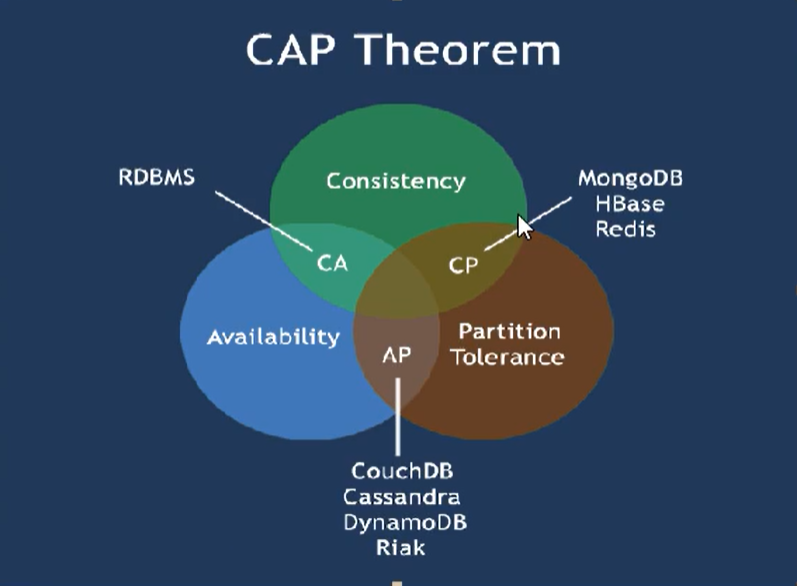 CAP Theorem
RDBMS
Consistency
MongoDB
HBase
Redis
CA
CP
Availability
Partition
Tolerance
AP
CouchDB
Cassandra
DynamoDB
Riak